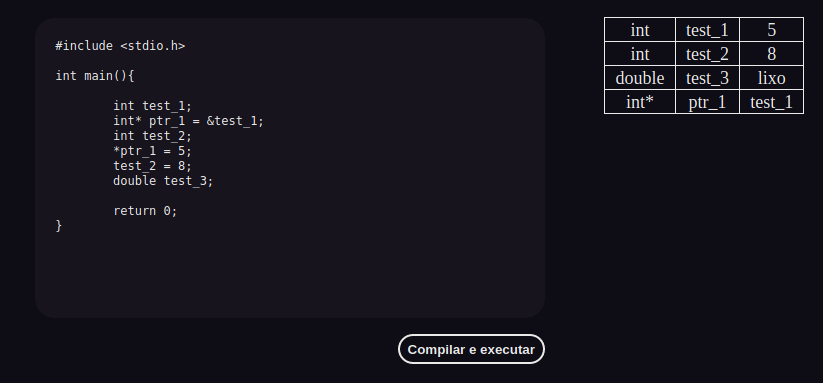 #include <stdio.h>
int main(){
int test_1;
int* ptr_1 = &test_1;
int test_2;
*ptr_1 = 5;
test_2 = 8;
double test_3;
return 0;
}
Compilar e executar
int test_1 5
int test_2 8
double test_3 lixo
int* ptr_1 test_1